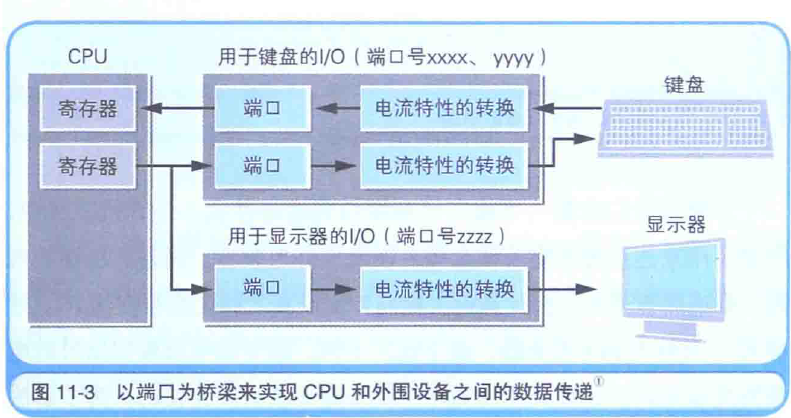 CPU
用于键盘的I/O（端口号xxxx、yyyy）
键盘
寄存器
端口
电流特性的转换
寄存器
端口
电流特性的转换
用于显示器的I/O（端口号zzzz）
显示器
端口
电流特性的转换
图 11-3 以端口为桥梁来实现 CPU 和外围设备之间的数据传递①